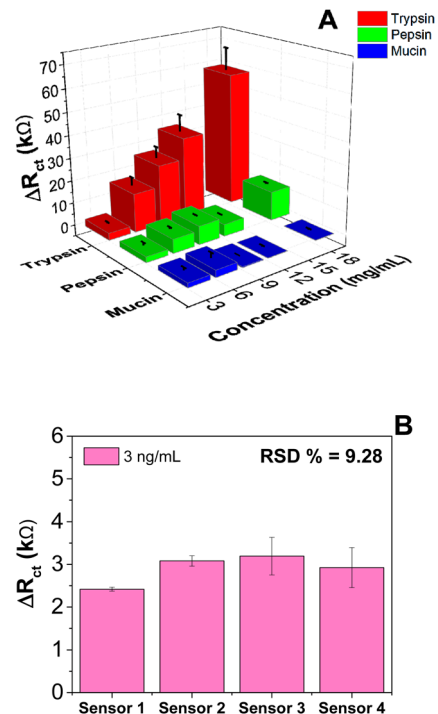 A
Trypsin
Pepsin
Mucin
70
60
50
40
30
20
10
0
ΔRct (kΩ)
Trypsin
Pepsin
Mucin
3
6
9
12
15
18
Concentration (mg/mL)
B
3 ng/mL
RSD % = 9.28
6
5
4
3
2
1
0
ΔRct (kΩ)
Sensor 1 Sensor 2 Sensor 3 Sensor 4